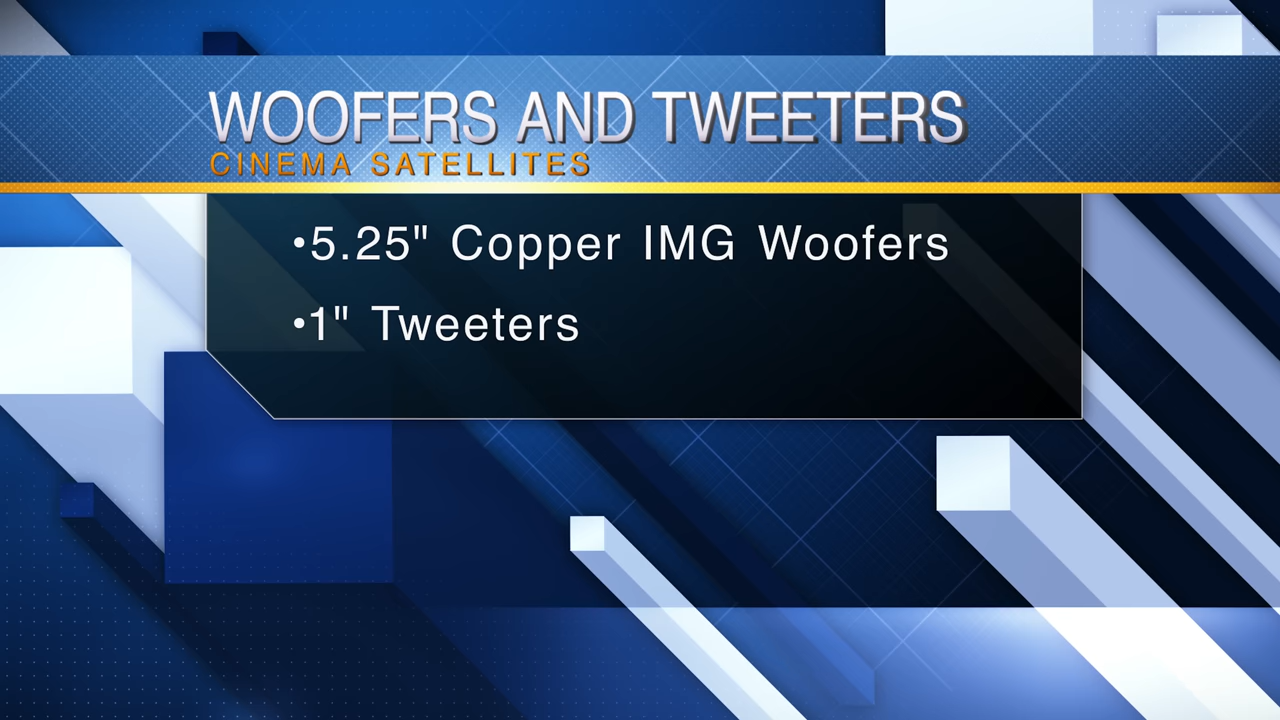 WOOFERS AND TWEETERS
CINEMA SATELLITES
•5.25" Copper IMG Woofers
•1" Tweeters